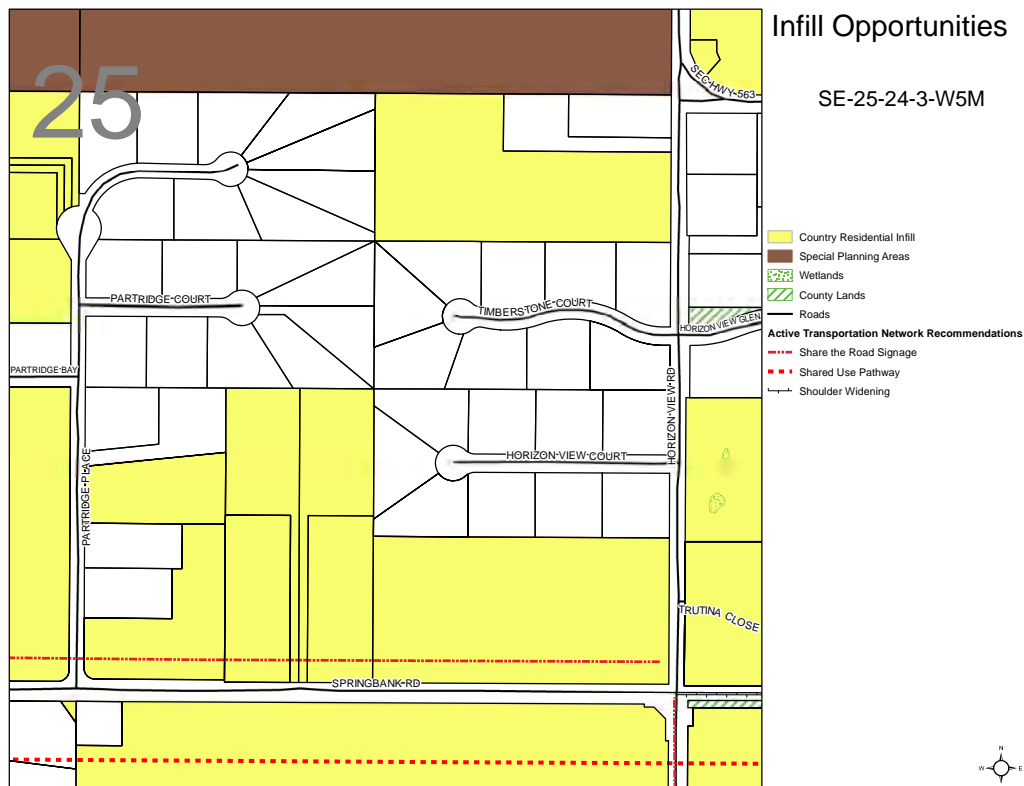 Infill Opportunities
SE-25-24-3-W5M
25
SEC-HWY-563
PARTRIDGE COURT
TIMBERSTONE COURT
HORIZON VIEW GLEN
PARTRIDGE BAY
HORIZON-VIEW RD
HORIZON-VIEW COURT
PARTRIDGE-PLACE
TRUTINA CLOSE
SPRINGBANK RD
Country Residential Infill
Special Planning Areas
Wetlands
County Lands
Roads
Active Transportation Network Recommendations
Share the Road Signage
Shared Use Pathway
Shoulder Widening
N
W
E
S